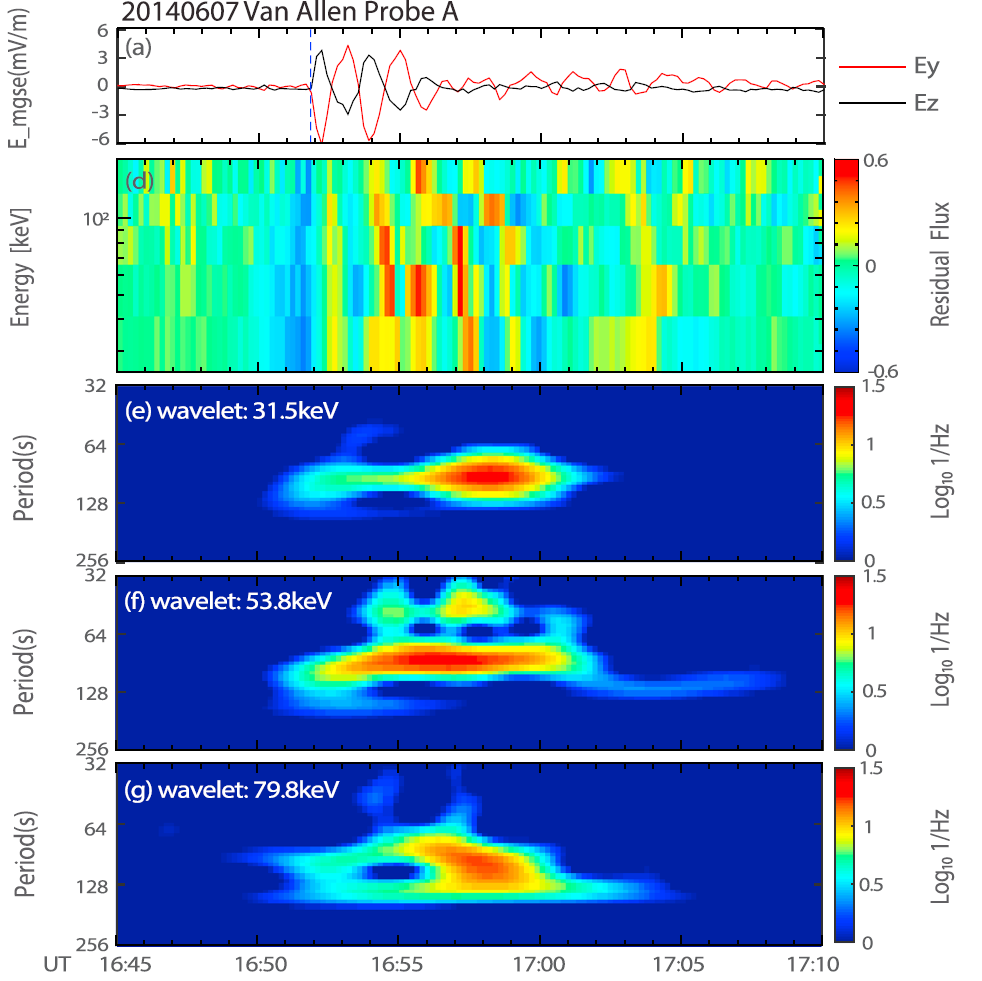 20140607 Van Allen Probe A
E_mgse(mV/m)
6
3
0
-3
-6
(a)
Ey
Ez
Energy [keV]
10²
(d)
0.6
0
-0.6
Residual Flux
Period(s)
32
64
128
256
(e) wavelet: 31.5keV
1.5
1
0.5
0
Log₁₀ 1/Hz
Period(s)
32
64
128
256
(f) wavelet: 53.8keV
1.5
1
0.5
0
Log₁₀ 1/Hz
Period(s)
32
64
128
256
(g) wavelet: 79.8keV
1.5
1
0.5
0
Log₁₀ 1/Hz
UT 16:45 16:50 16:55 17:00 17:05 17:10